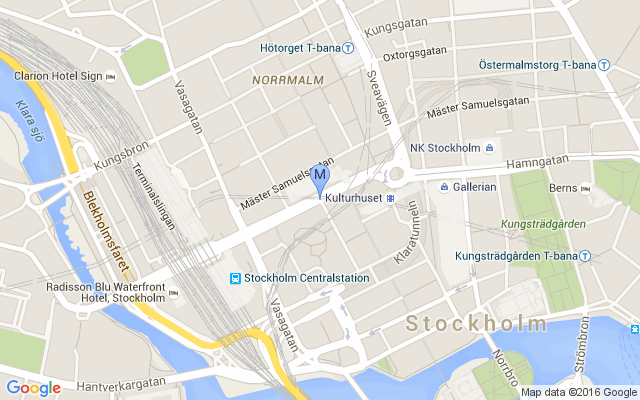 Kungsgatan
Hötorget T-bana T
Oxtorgsgatan
Östermalmstorg T-bana T
Clarion Hotel Sign
NORRMALM
Sveavägen
Vasagatan
Klara sjö
Mäster Samuelsgatan
Kungsbron
NK Stockholm
Hamngatan
Mäster Samuelsgatan
M
Terminalslingan
Blekholmsfaret
Kulturhuset
Gallerian
Berns
Klaratunneln
Kungsträdgården
Kungsträdgården T-bana T
Stockholm Centralstation
Radisson Blu Waterfront
Hotel, Stockholm
Vasagatan
Stockholm
Strömbron
Norrbro
Hantverkargatan
Google
Map data ©2016 Google